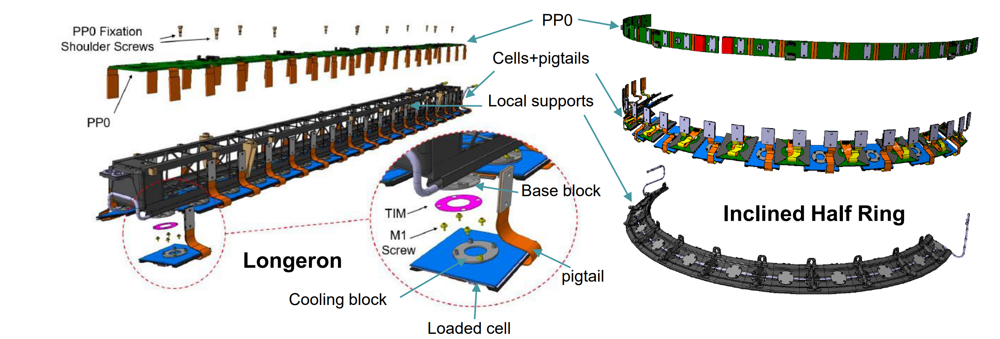 PP0 Fixation
Shoulder Screws
PP0
PP0
Cells+pigtails
Local supports
Base block
TIM
M1
Screw
Longeron
pigtail
Cooling block
Loaded cell
Inclined Half Ring